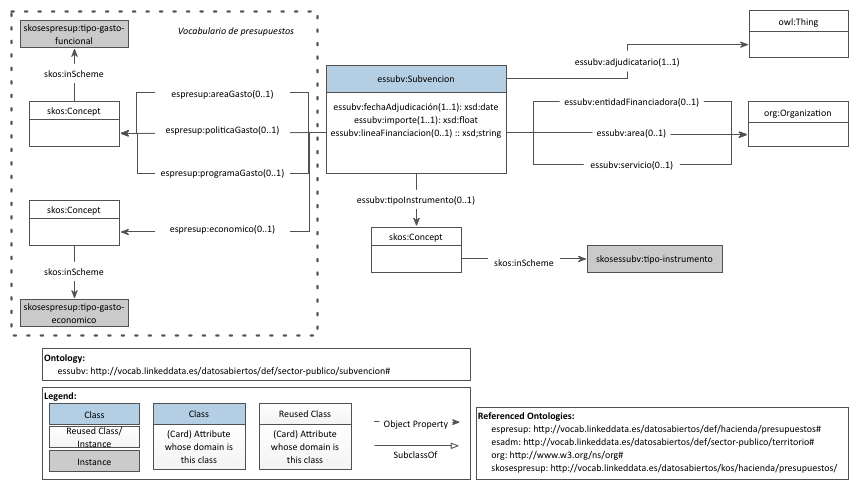 skosespresup:tipo-gasto-
funcional
Vocabulario de presupuestos
owl:Thing
skos:inScheme
essubv:adjudicatario(1..1)
essubv:Subvencion
espresup:areaGasto(0..1)
essubv:fechaAdjudicación(1..1): xsd:date
essubv:importe(1..1): xsd:float
essubv:lineaFinanciacion(0..1) :: xsd;string
essubv:entidadFinanciadora(0..1)
skos:Concept
org:Organization
espresup:politicaGasto(0..1)
essubv:area(0..1)
espresup:programaGasto(0..1)
essubv:servicio(0..1)
essubv:tipoInstrumento(0..1)
skos:Concept
espresup:economico(0..1)
skos:Concept
skos:inScheme
skos:inScheme
skosessubv:tipo-instrumento
skosespresup:tipo-gasto-
economico
Ontology:
essubv: http://vocab.linkeddata.es/datosabiertos/def/sector-publico/subvencion#
Legend:
Class
Reused Class/
Instance
Instance
Class
(Card) Attribute
whose domain is
this class
Reused Class
(Card) Attribute
whose domain is
this class
Object Property
SubclassOf
Referenced Ontologies:
espresup: http://vocab.linkeddata.es/datosabiertos/def/hacienda/presupuestos#
esadm: http://vocab.linkeddata.es/datosabiertos/def/sector-publico/territorio#
org: http://www.w3.org/ns/org#
skosespresup: http://vocab.linkeddata.es/datosabiertos/kos/hacienda/presupuestos/